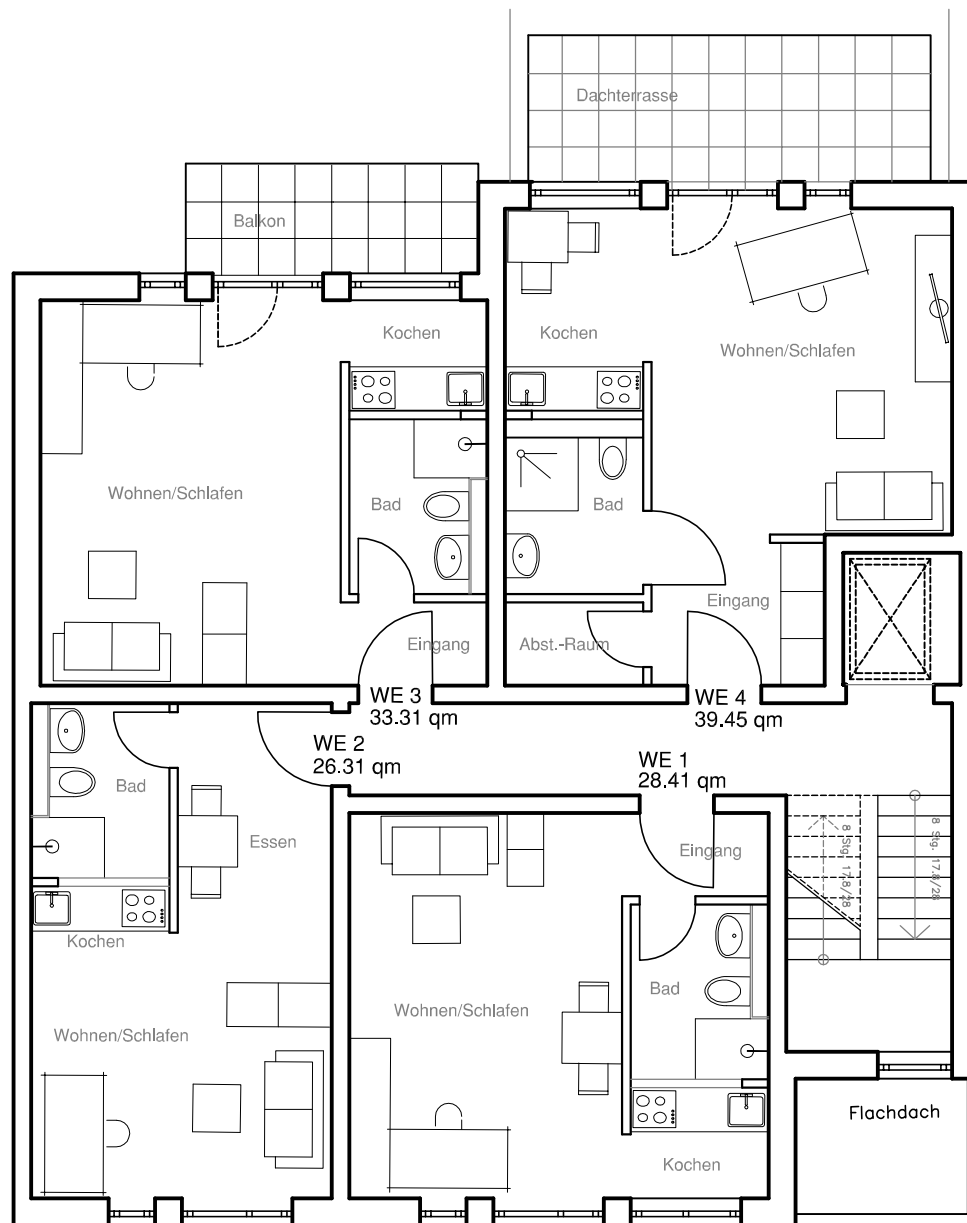 Dachterrasse
Balkon
Kochen
Kochen
Wohnen/Schlafen
Wohnen/Schlafen
Bad
Bad
Eingang
Eingang
Abst.-Raum
WE 3
33.31 qm
WE 4
39.45 qm
WE 2
26.31 qm
WE 1
28.41 qm
Bad
Essen
Eingang
8 Stg. 17.8/28
8 Stg. 17.8/28
Kochen
Bad
Wohnen/Schlafen
Wohnen/Schlafen
Flachdach
Kochen